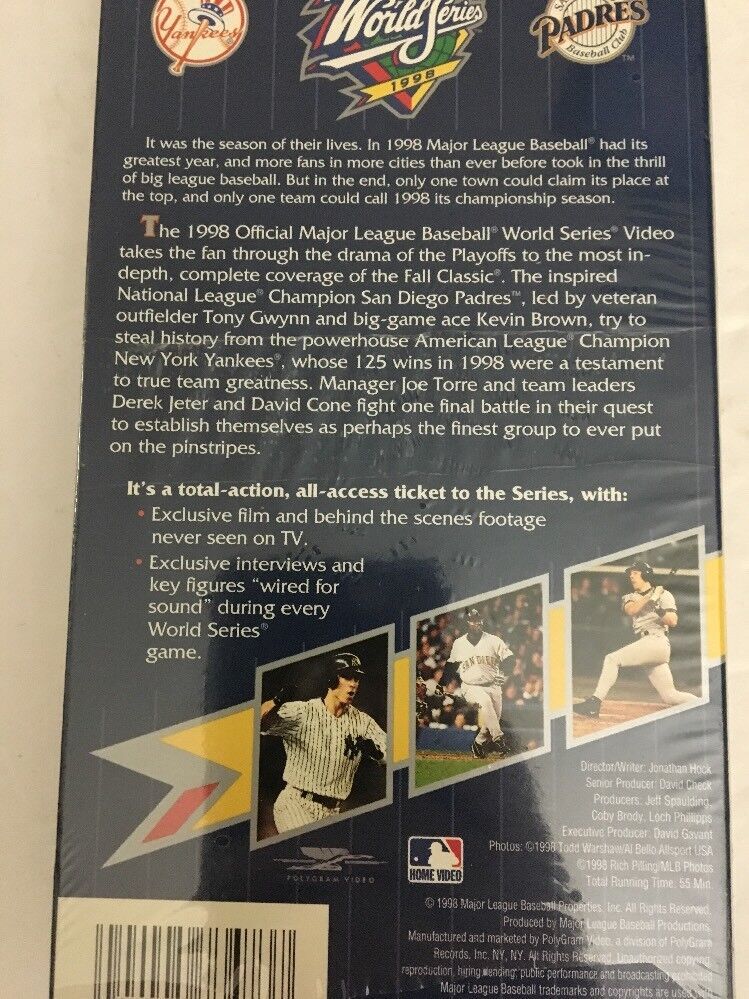 Yankees
World Series
1998
PADRES
Baseball Club
™
It was the season of their lives. In 1998 Major League Baseball® had its
greatest year, and more fans in more cities than ever before took in the thrill
of big league baseball. But in the end, only one town could claim its place at
the top, and only one team could call 1998 its championship season.
The 1998 Official Major League Baseball® World Series® Video
takes the fan through the drama of the Playoffs to the most in-
depth, complete coverage of the Fall Classic®. The inspired
National League® Champion San Diego Padres™, led by veteran
outfielder Tony Gwynn and big-game ace Kevin Brown, try to
steal history from the powerhouse American League® Champion
New York Yankees®, whose 125 wins in 1998 were a testament
to true team greatness. Manager Joe Torre and team leaders
Derek Jeter and David Cone fight one final battle in their quest
to establish themselves as perhaps the finest group to ever put
on the pinstripes.
It's a total-action, all-access ticket to the Series, with:
• Exclusive film and behind the scenes footage
never seen on TV.
• Exclusive interviews and
key figures “wired for
sound” during every
World Series®
game.
SAN DIEGO
Director/Writer: Jonathan Hock
Senior Producer: David Check
Producers: Jeff Spaulding,
Coby Brody, Loch Phillipps
Executive Producer: David Gavant
Photos: ©1998 Todd Warshaw/Al Bello Allsport USA
©1998 Rich Pilling/MLB Photos
Total Running Time: 55 Min.
POLYGRAM VIDEO
HOME VIDEO
© 1998 Major League Baseball Properties, Inc. All Rights Reserved.
Produced by Major League Baseball Productions.
Manufactured and marketed by PolyGram Video, a division of PolyGram
Records, Inc. NY, NY. All Rights Reserved. Unauthorized copying,
reproduction, hiring, lending, public performance and broadcasting prohibited
Major League Baseball trademarks and copyrights are used with